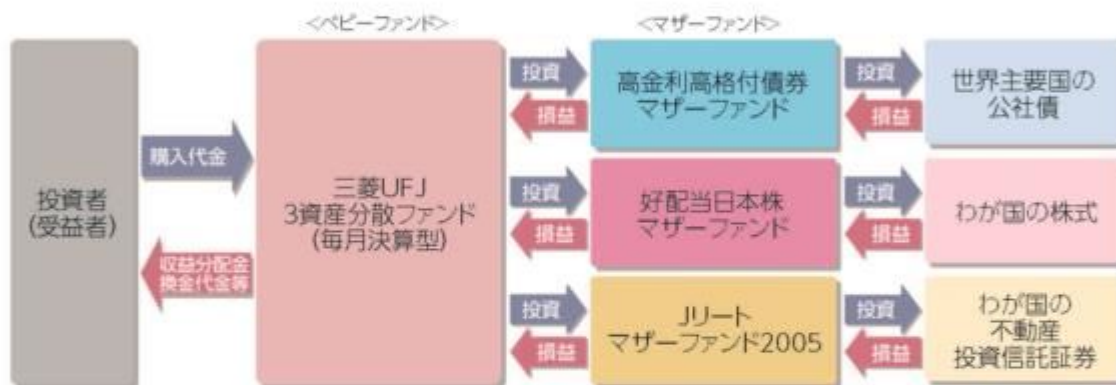 <ベビーファンド>
<マザーファンド>
投資者
(受益者)
購入代金
収益分配金
換金代金等
三菱UFJ
3資産分散ファンド
(毎月決算型)
投資
損益
高金利高格付債券
マザーファンド
投資
損益
世界主要国の
公社債
投資
損益
好配当日本株
マザーファンド
投資
損益
わが国の株式
投資
損益
Jリート
マザーファンド2005
投資
損益
わが国の
不動産
投資信託証券